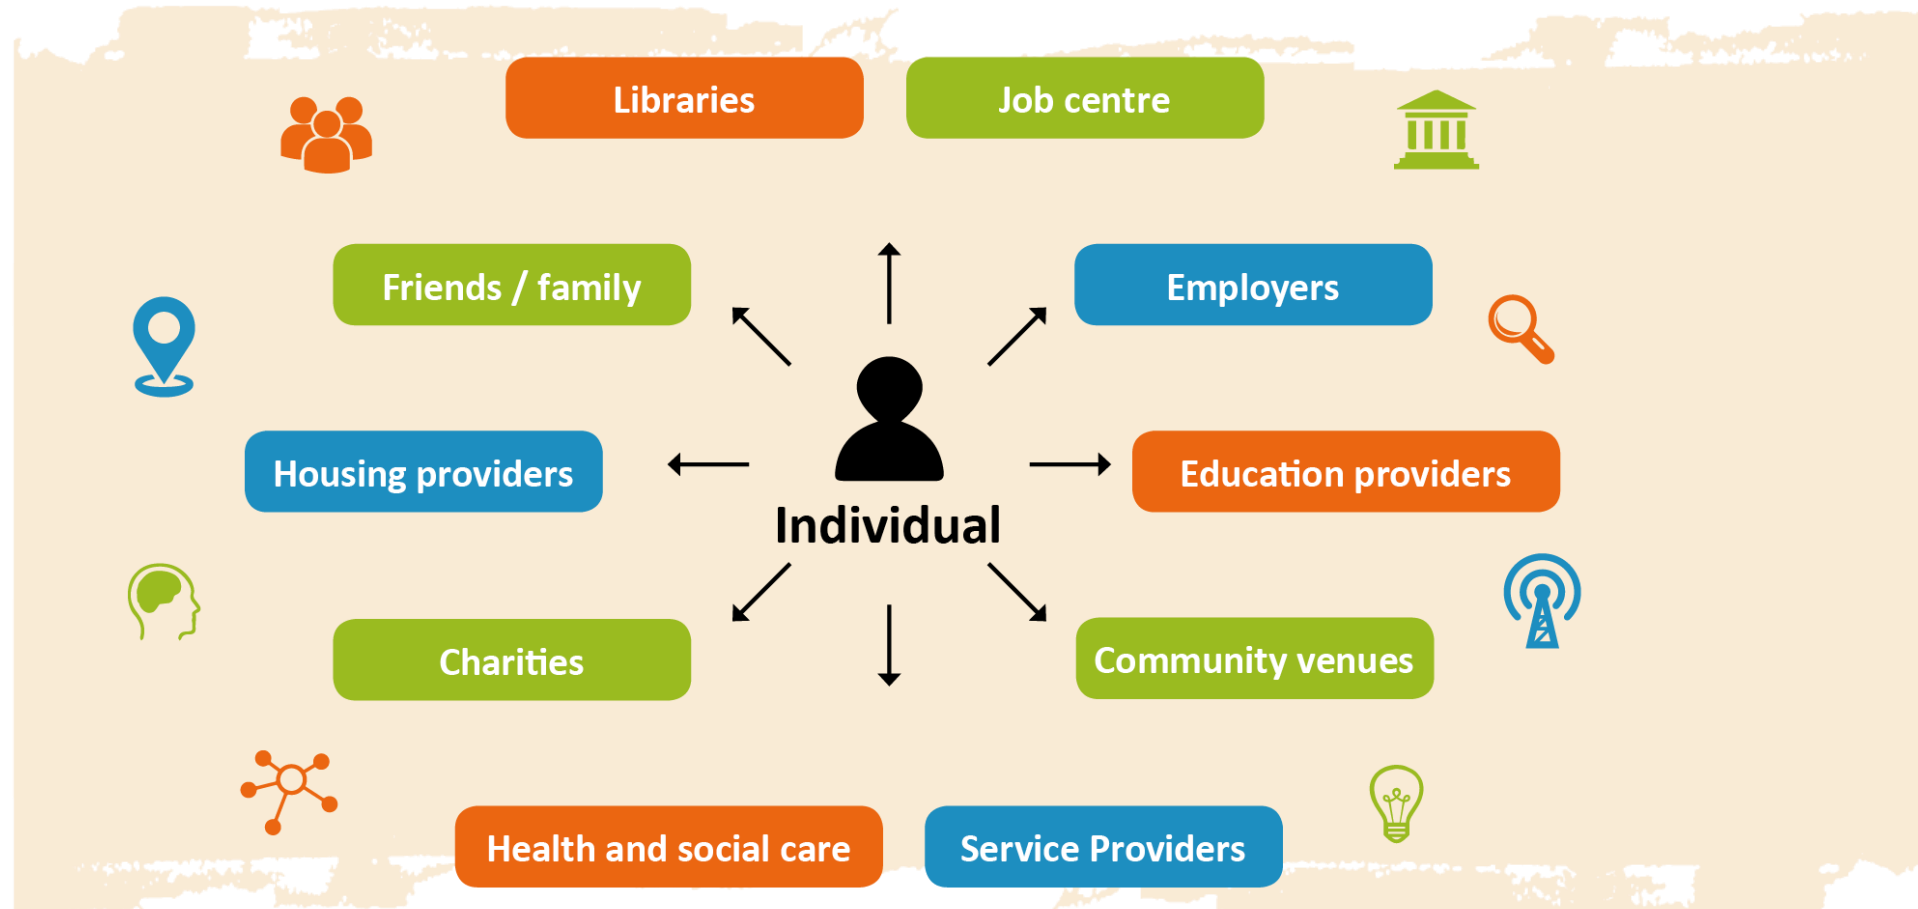 Libraries
Job centre
Friends / family
Employers
Housing providers
Education providers
Individual
Charities
Community venues
Health and social care
Service Providers